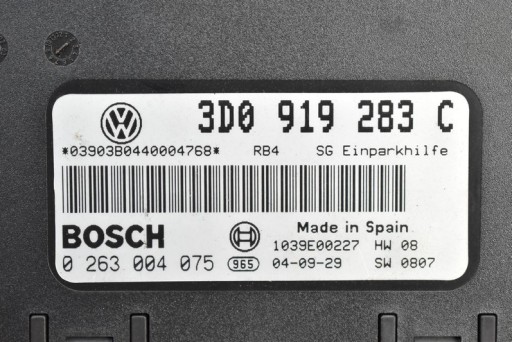 3D0 919 283 C
*03903B0440004768* RB4 SG Einparkhilfe
BOSCH
Made in Spain
1039E00227 HW 08
0 263 004 075 965 04-09-29 SW 0807